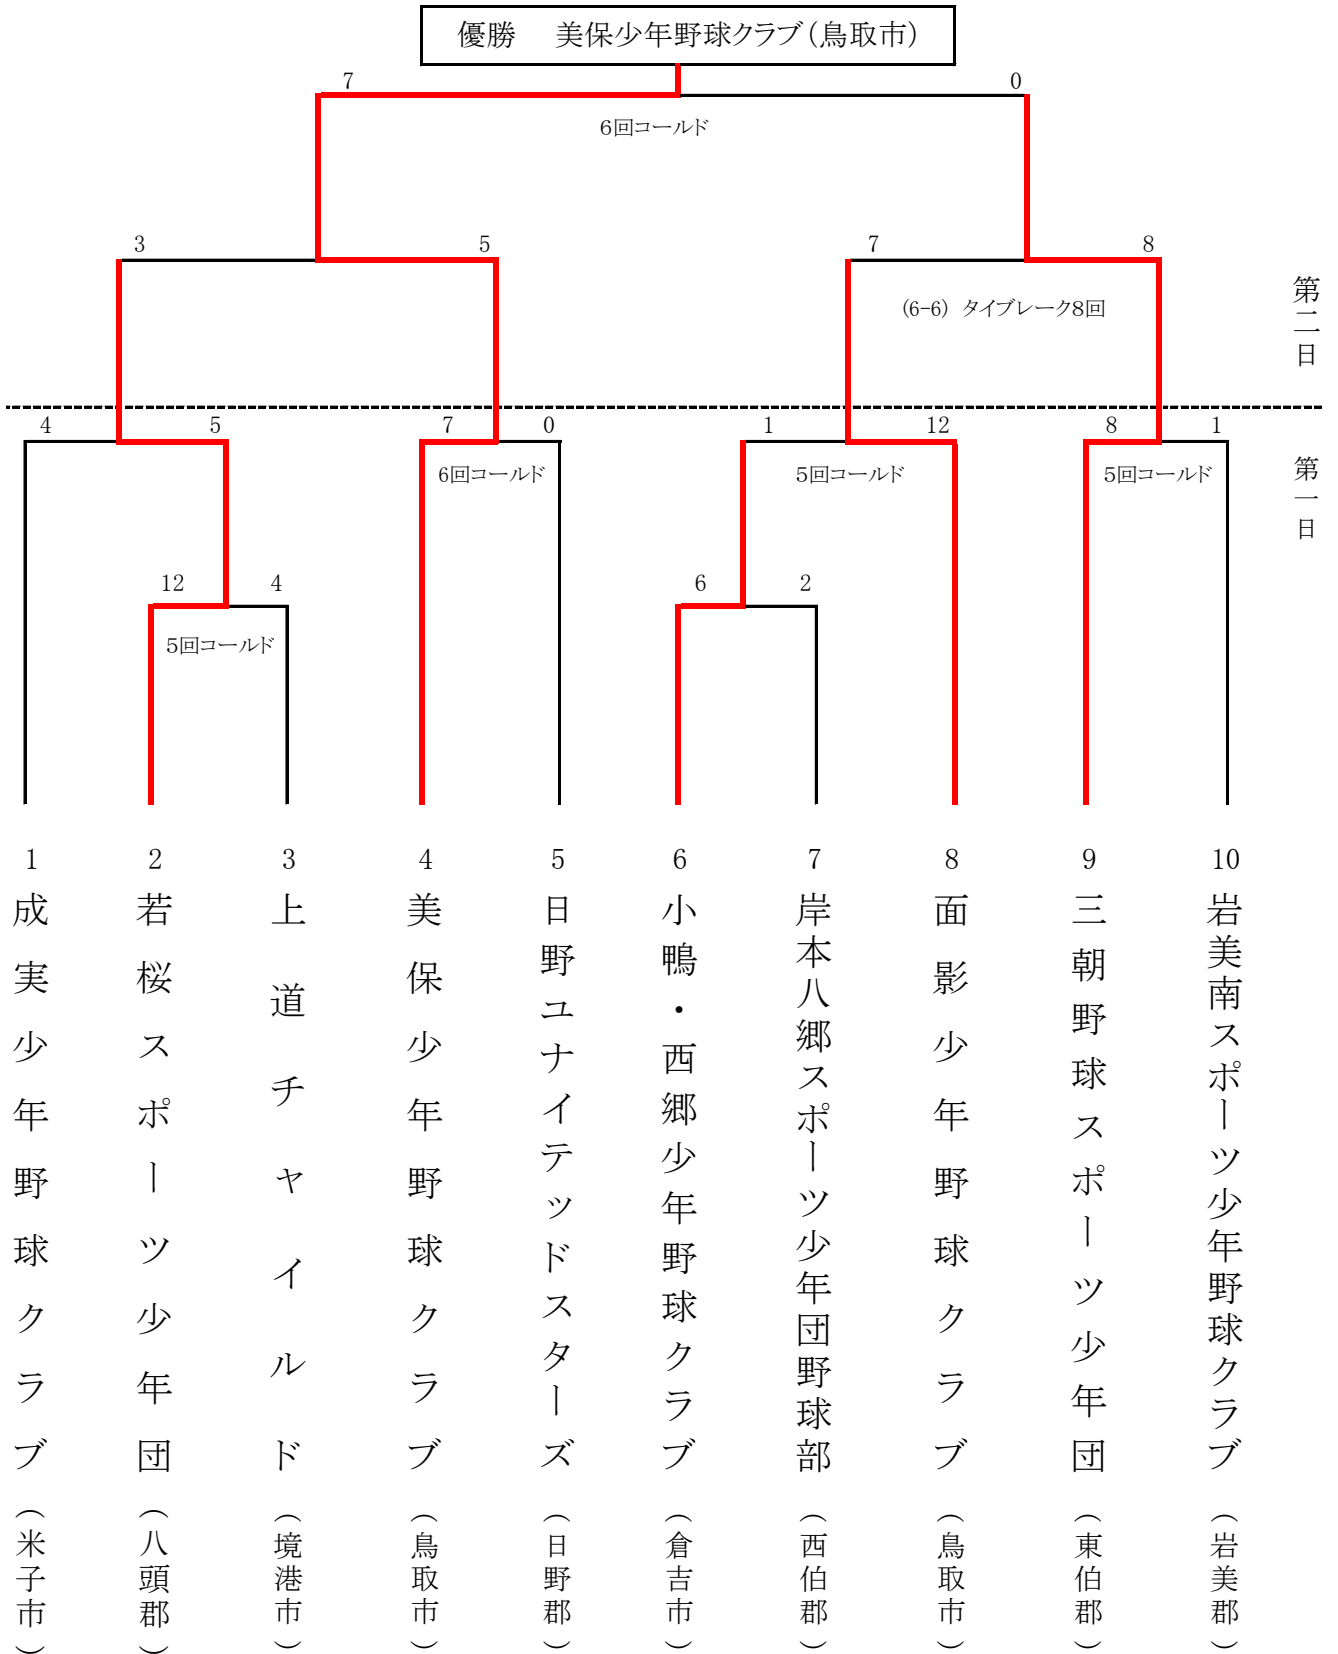 優勝　美保少年野球クラブ（鳥取市）
7
0
6回コールド
3
5
7
8
(6-6) タイブレーク8回
第二日
4
5
7
0
1
12
8
1
6回コールド
5回コールド
5回コールド
第一日
12
4
6
2
5回コールド
1
成実少年野球クラブ（米子市）
2
若桜スポーツ少年団（八頭郡）
3
上道チャイルド（境港市）
4
美保少年野球クラブ（鳥取市）
5
日野ユナイテッドスターズ（日野郡）
6
小鴨・西郷少年野球クラブ（倉吉市）
7
岸本八郷スポーツ少年団野球部（西伯郡）
8
面影少年野球クラブ（鳥取市）
9
三朝野球スポーツ少年団（東伯郡）
10
岩美南スポーツ少年野球クラブ（岩美郡）